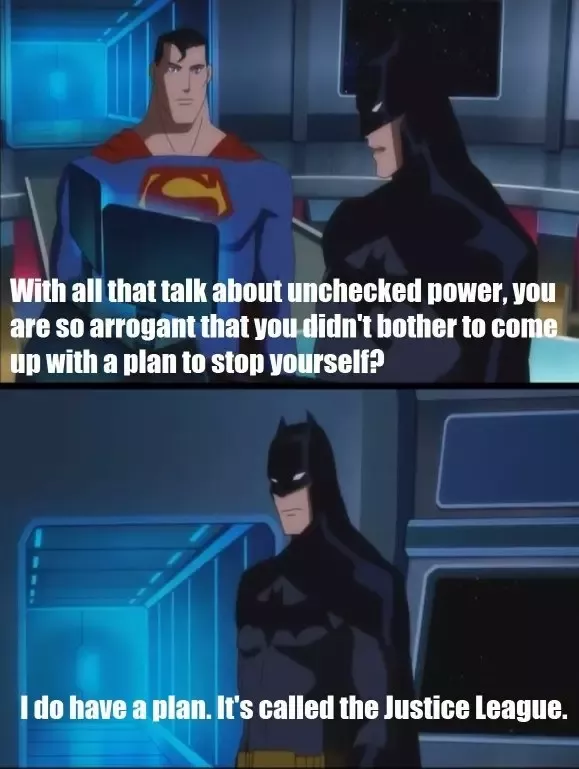 With all that talk about unchecked power, you
are so arrogant that you didn't bother to come
up with a plan to stop yourself?
I do have a plan. It's called the Justice League.